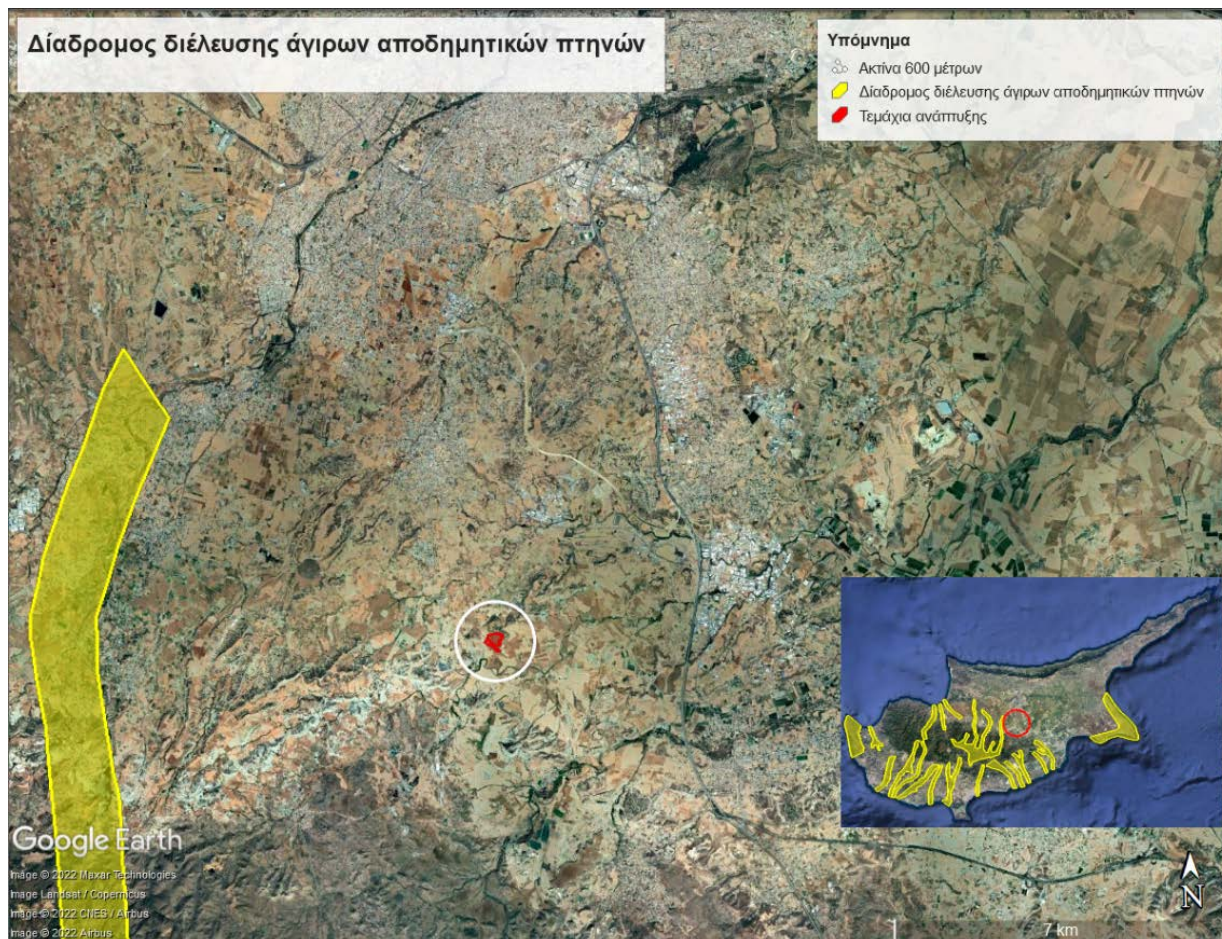 Δίαδρομος διέλευσης άγιρων αποδημητικών πτηνών
Υπόμνημα
Ακτίνα 600 μέτρων
Δίαδρομος διέλευσης άγιρων αποδημητικών πτηνών
Τεμάχια ανάπτυξης
Google Earth
Image © 2022 Maxar Technologies
Image Landsat / Copernicus
Image © 2022 CNES / Airbus
Image © 2022 Airbus
N
7 km